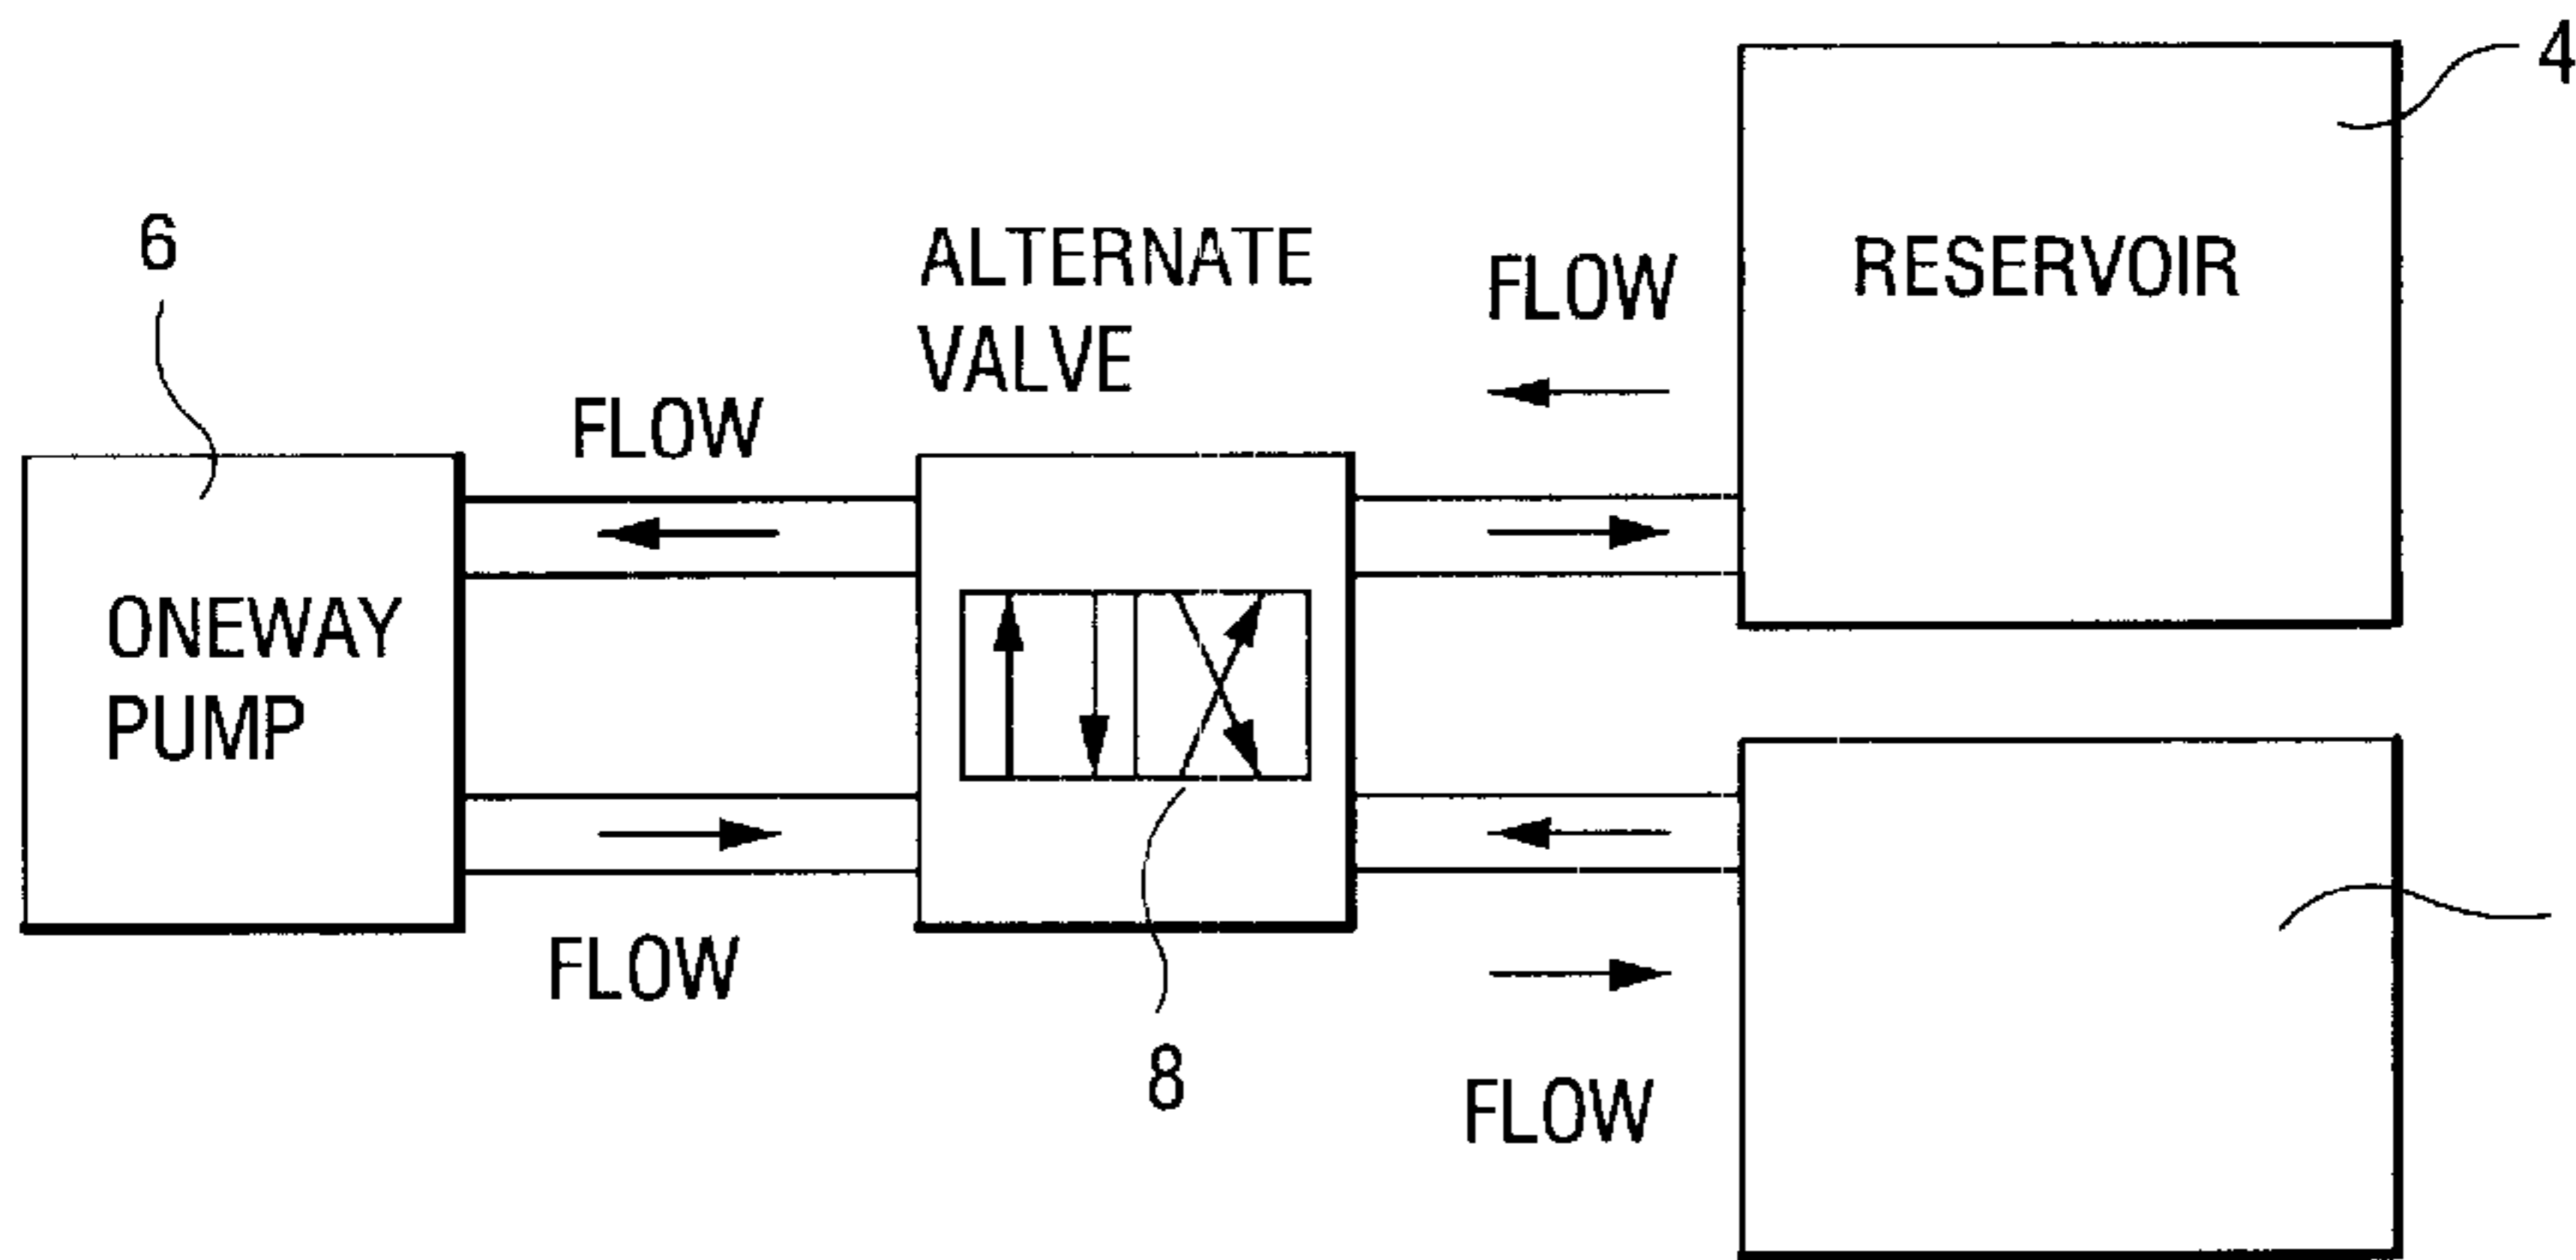 4
6
ALTERNATE
VALVE
FLOW
RESERVOIR
FLOW
ONEWAY
PUMP
FLOW
8
FLOW